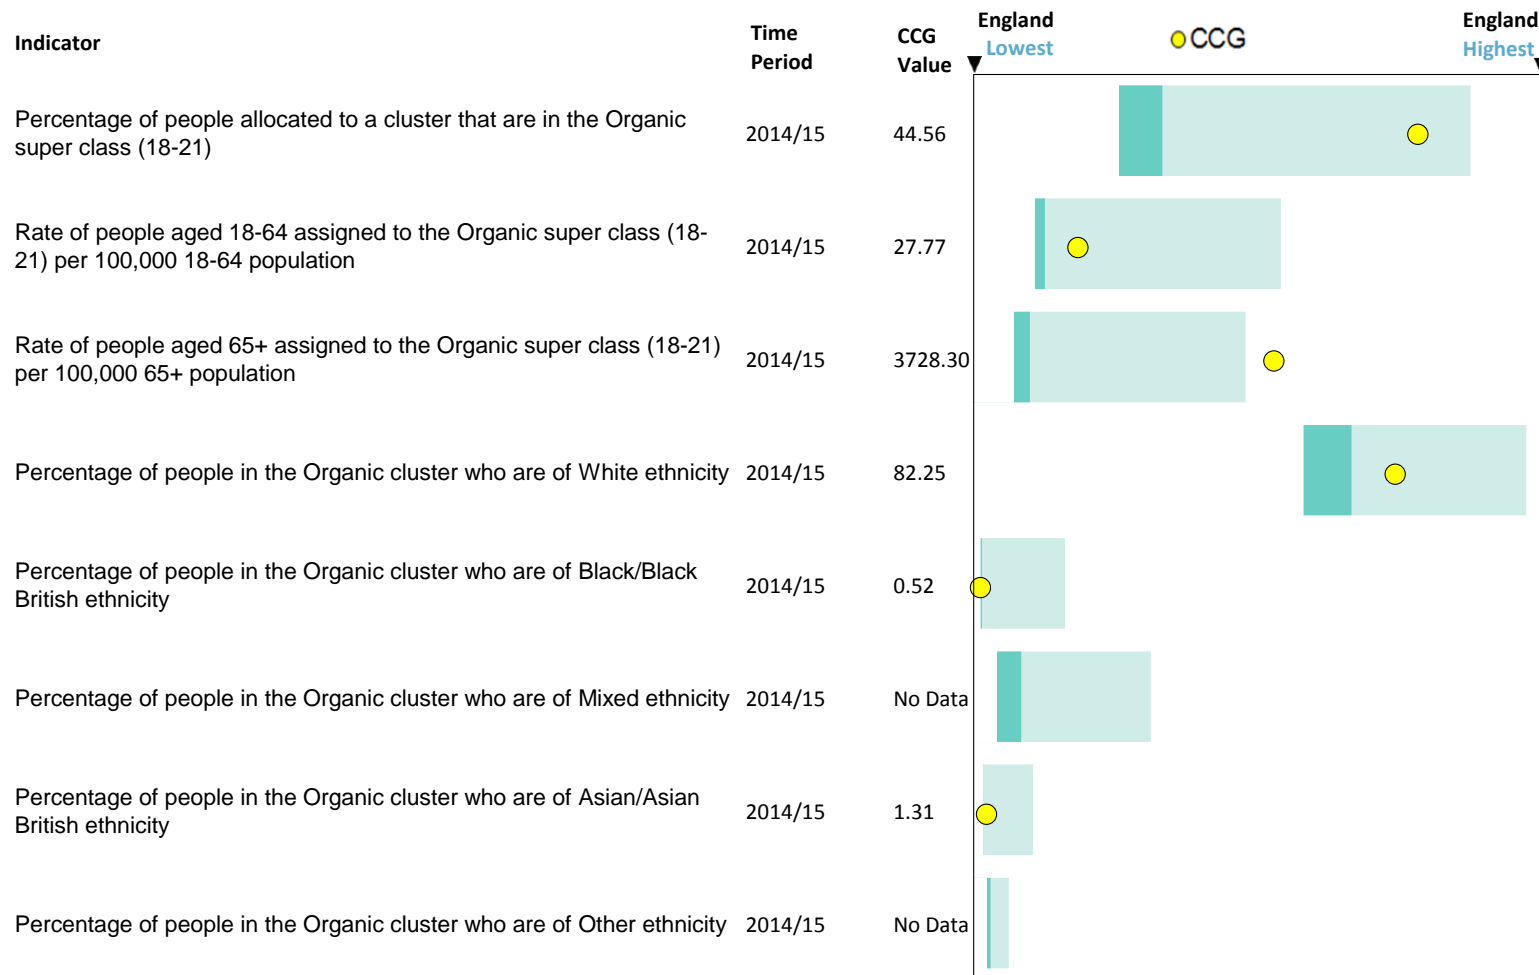 Indicator
Time
Period
CCG
Value
England
Lowest
CCG
England
Highest
Percentage of people allocated to a cluster that are in the Organic
super class (18-21)
2014/15
44.56
Rate of people aged 18-64 assigned to the Organic super class (18-
21) per 100,000 18-64 population
2014/15
27.77
Rate of people aged 65+ assigned to the Organic super class (18-21)
per 100,000 65+ population
2014/15
3728.30
Percentage of people in the Organic cluster who are of White ethnicity
2014/15
82.25
Percentage of people in the Organic cluster who are of Black/Black
British ethnicity
2014/15
0.52
Percentage of people in the Organic cluster who are of Mixed ethnicity
2014/15
No Data
Percentage of people in the Organic cluster who are of Asian/Asian
British ethnicity
2014/15
1.31
Percentage of people in the Organic cluster who are of Other ethnicity
2014/15
No Data